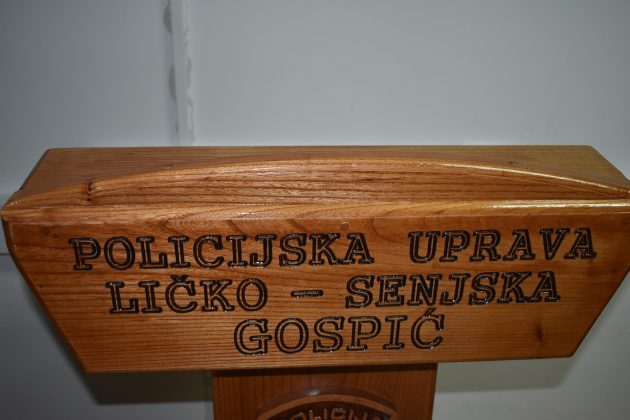 POLICIJSKA UPRAVA
LIČKO - SENJSKA
GOSPIĆ